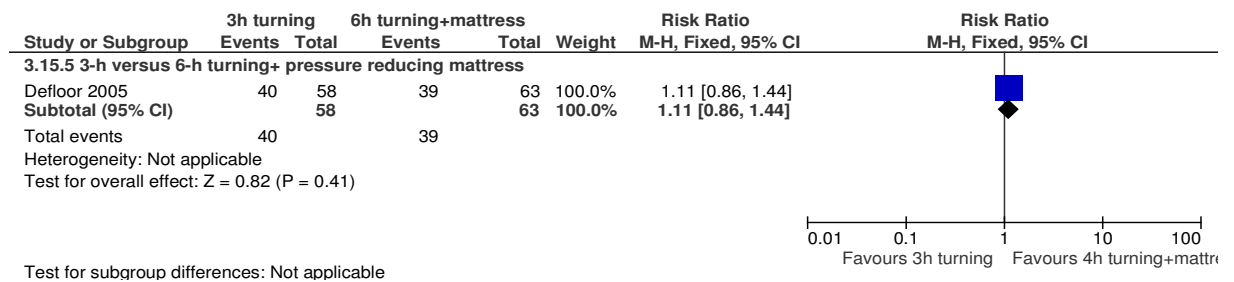 3h turning 6h turning+mattress Risk Ratio Risk Ratio
Study or Subgroup Events Total Events Total Weight M-H, Fixed, 95% CI M-H, Fixed, 95% CI
3.15.5 3-h versus 6-h turning+ pressure reducing mattress
Defloor 2005 40 58 39 63 100.0% 1.11 [0.86, 1.44]
Subtotal (95% CI) 58 63 100.0% 1.11 [0.86, 1.44]
Total events 40 39
Heterogeneity: Not applicable
Test for overall effect: Z = 0.82 (P = 0.41)
0.01 0.1 1 10 100
Favours 3h turning Favours 4h turning+mattre
Test for subgroup differences: Not applicable